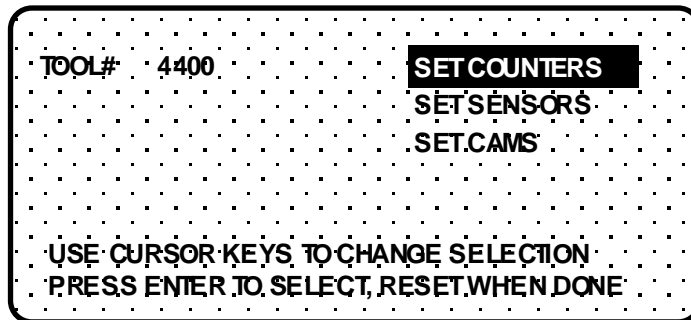 TOOL# 4400 SET COUNTERS
SET SENSORS
SET CAMS
USE CURSOR KEYS TO CHANGE SELECTION
PRESS ENTER TO SELECT, RESET WHEN DONE